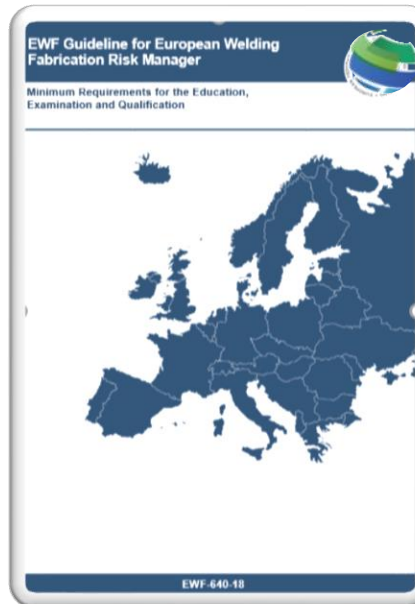 EWF Guideline for European Welding
Fabrication Risk Manager
Minimum Requirements for the Education,
Examination and Qualification
EWF-640-18